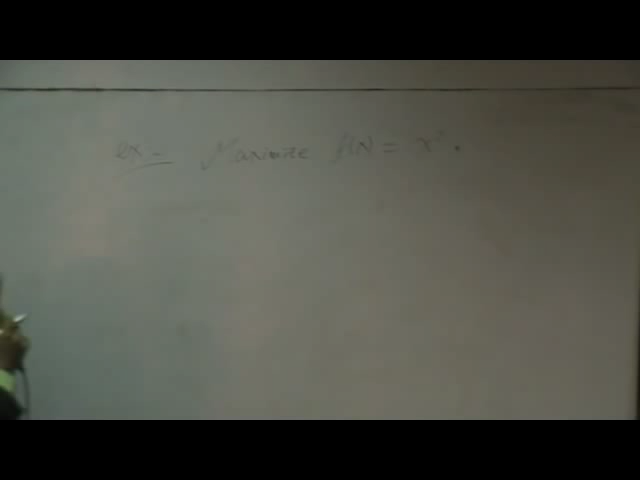 ex- Maximize f(x) = x².